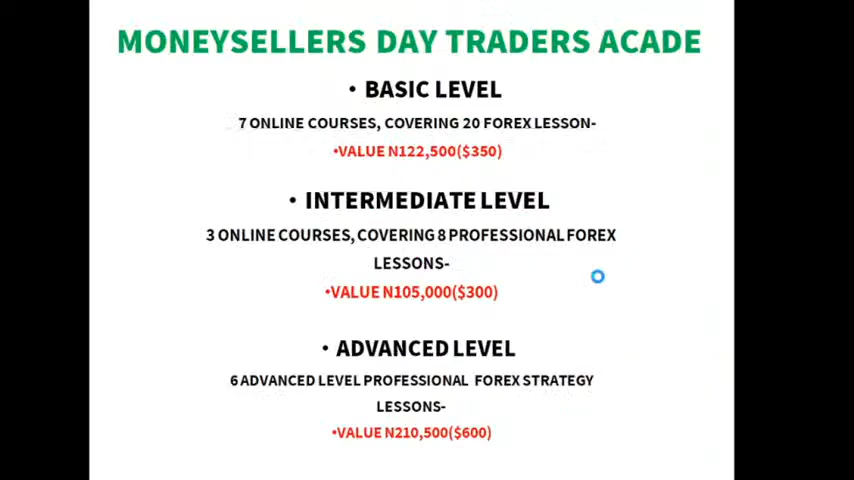 MONEYSELLERS DAY TRADERS ACADE
• BASIC LEVEL
7 ONLINE COURSES, COVERING 20 FOREX LESSON-
•VALUE N122,500($350)
• INTERMEDIATE LEVEL
3 ONLINE COURSES, COVERING 8 PROFESSIONAL FOREX
LESSONS-
•VALUE N105,000($300)
• ADVANCED LEVEL
6 ADVANCED LEVEL PROFESSIONAL FOREX STRATEGY
LESSONS-
•VALUE N210,500($600)